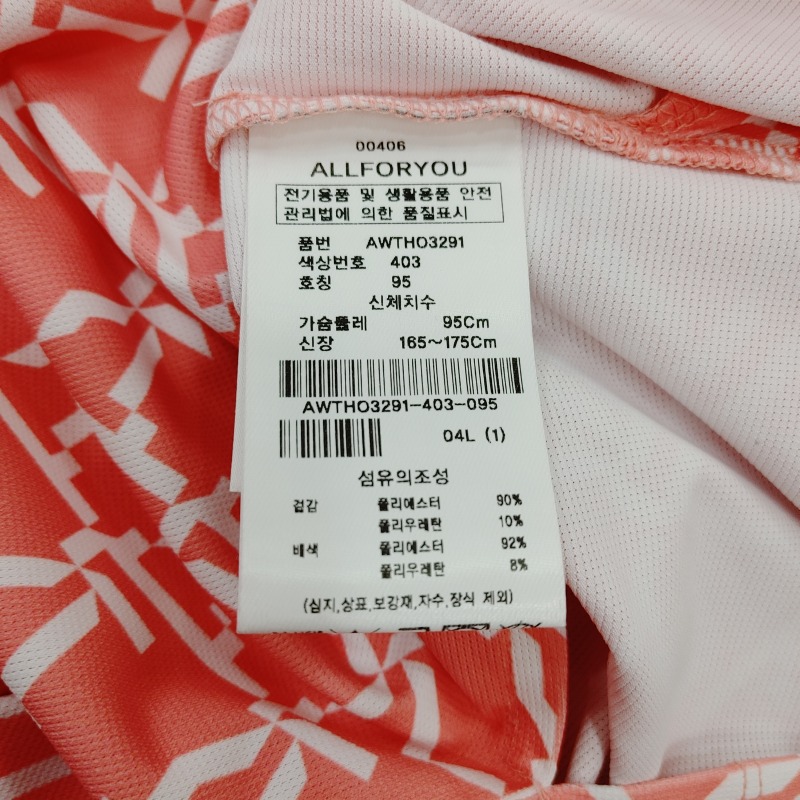 00406
ALLFORYOU
전기용품 및 생활용품 안전
관리법에 의한 품질표시
품번 AWTHO3291
색상번호 403
호칭 95
신체치수
가슴둘레 95Cm
신장 165~175Cm
AWTHO3291-403-095
04L (1)
섬유의조성
겉감 폴리에스터 90%
폴리우레탄 10%
배색 폴리에스터 92%
폴리우레탄 8%
(심지,상표,보강재,자수,장식 제외)